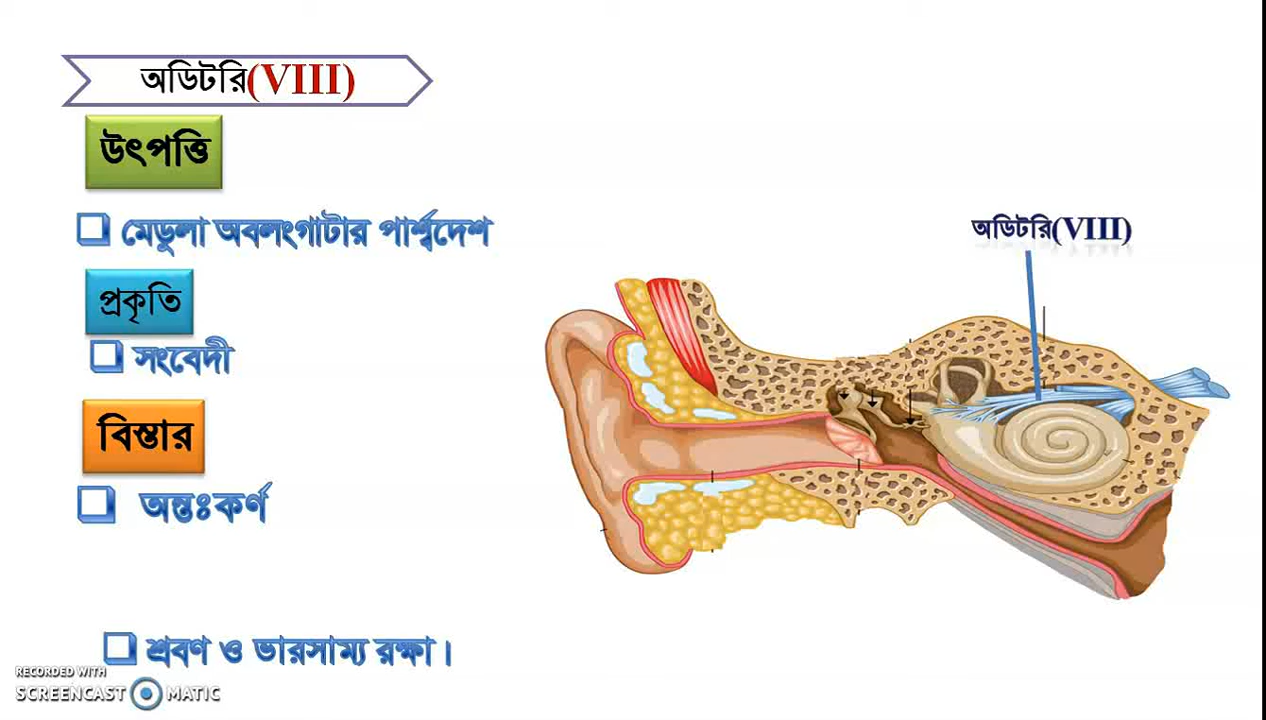 অডিটরি(VIII)
উৎপত্তি
মেডুলা অবলংগাটার পার্শ্বদেশ
প্রকৃতি
সংবেদী
বিস্তার
অন্তঃকর্ণ
শ্রবণ ও ভারসাম্য রক্ষা।
অডিটরি(VIII)
RECORDED WITH
SCREENCAST MATIC